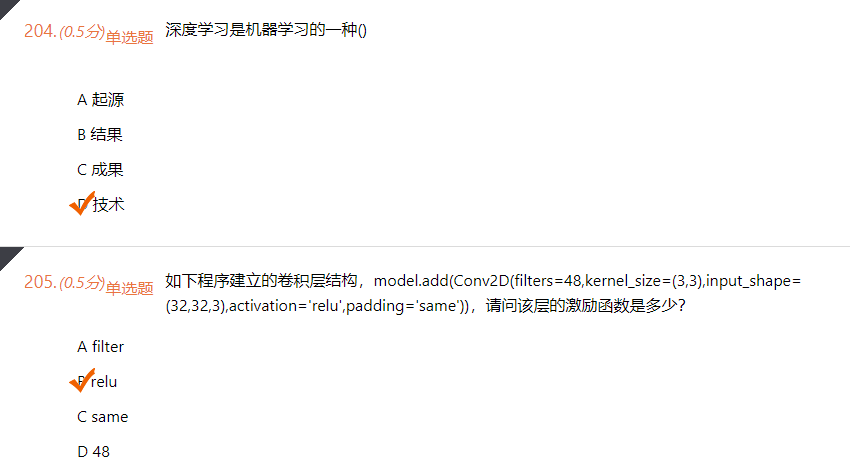 204.(0.5分)单选题 深度学习是机器学习的一种()
A 起源
B 结果
C 成果
D 技术
205.(0.5分)单选题 如下程序建立的卷积层结构，model.add(Conv2D(filters=48,kernel_size=(3,3),input_shape=
(32,32,3),activation='relu',padding='same'))，请问该层的激励函数是多少?
A filter
B relu
C same
D 48